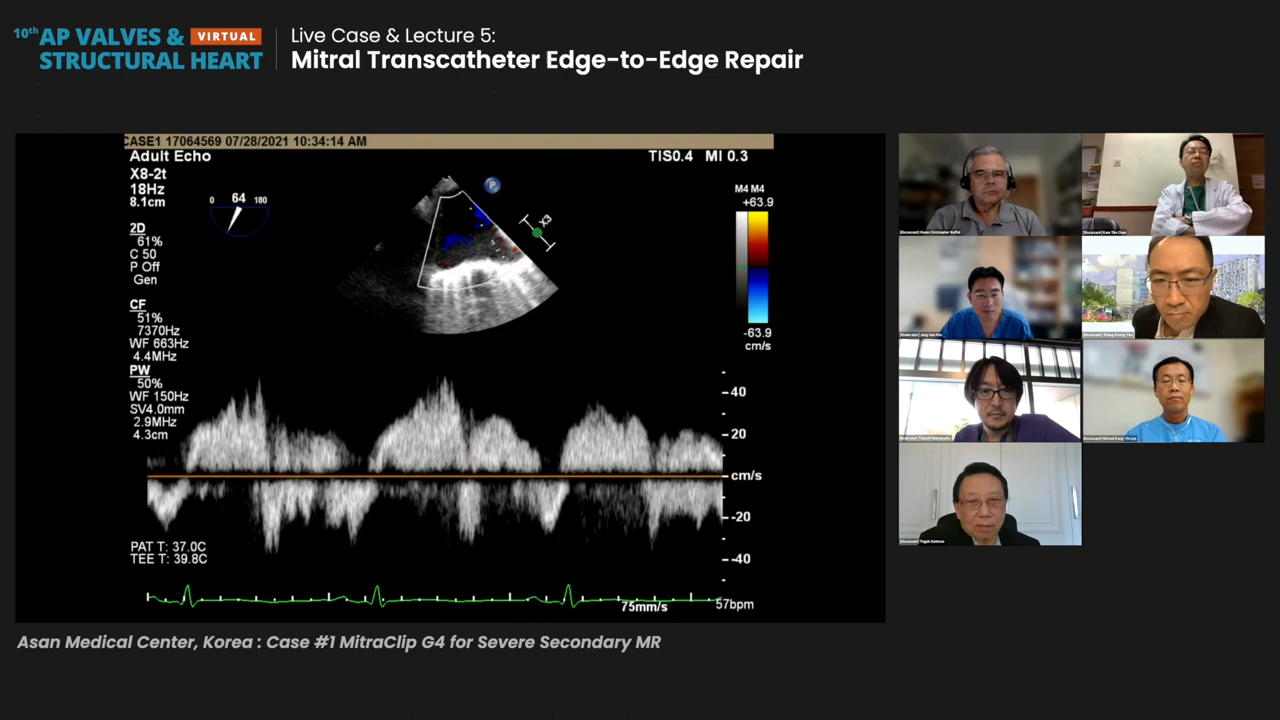 10th AP VALVES & VIRTUAL
STRUCTURAL HEART
Live Case & Lecture 5:
Mitral Transcatheter Edge-to-Edge Repair
CASE1 17064569 07/28/2021 10:34:14 AM
Adult Echo
TIS0.4 MI 0.3
X8-2t
18Hz
8.1cm
0 64 180
P
X3
M4 M4
+63.9
-63.9
cm/s
2D
61%
C 50
P Off
Gen
CF
51%
7370Hz
WF 663Hz
4.4MHz
PW
50%
WF 150Hz
SV4.0mm
2.9MHz
4.3cm
40
20
cm/s
-20
-40
PAT T: 37.0C
TEE T: 39.8C
75mm/s
57bpm
Asan Medical Center, Korea : Case #1 MitraClip G4 for Severe Secondary MR